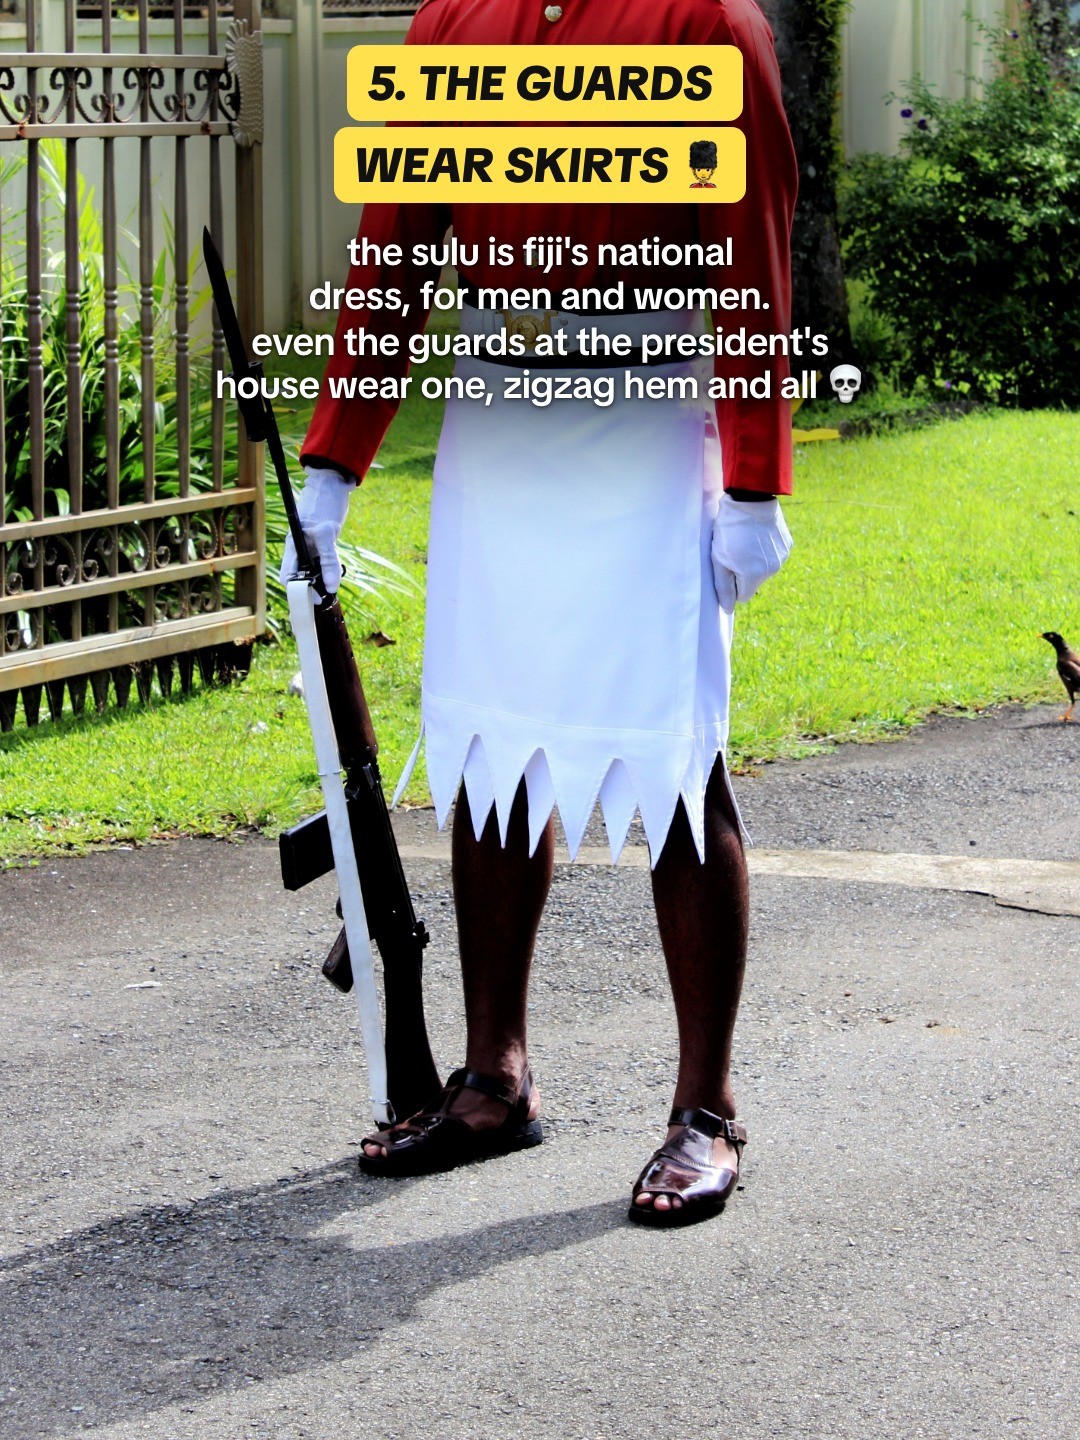 5. THE GUARDS
WEAR SKIRTS 💂
the sulu is fiji's national
dress, for men and women.
even the guards at the president's
house wear one, zigzag hem and all 💀